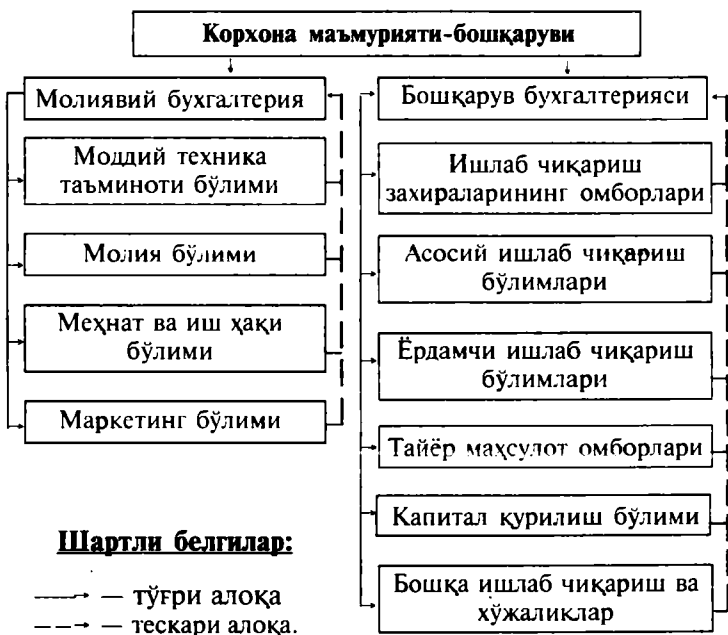 Корхона маъмурияти-бошқаруви
Молиявий бухгалтерия
Моддий техника
таъминоти бўлими
Молия бўлими
Меҳнат ва иш ҳақи
бўлими
Маркетинг бўлими
Бошқарув бухгалтерияси
Ишлаб чиқариш
захираларининг омборлари
Асосий ишлаб чиқариш
бўлимлари
Ёрдамчи ишлаб чиқариш
бўлимлари
Тайёр маҳсулот омборлари
Капитал қурилиш бўлими
Бошқа ишлаб чиқариш ва
хўжаликлар
Шартли белгилар:
— тўғри алоқа
— тескари алоқа.